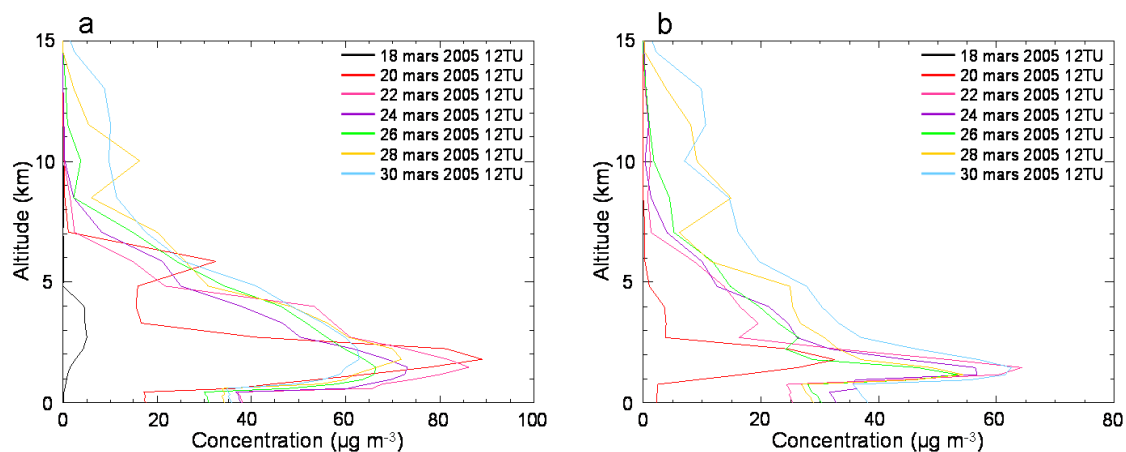 a
15
10
5
0
Altitude (km)
0 20 40 60 80 100
Concentration (µg m⁻³)
18 mars 2005 12TU
20 mars 2005 12TU
22 mars 2005 12TU
24 mars 2005 12TU
26 mars 2005 12TU
28 mars 2005 12TU
30 mars 2005 12TU
b
15
10
5
0
Altitude (km)
0 20 40 60 80
Concentration (µg m⁻³)
18 mars 2005 12TU
20 mars 2005 12TU
22 mars 2005 12TU
24 mars 2005 12TU
26 mars 2005 12TU
28 mars 2005 12TU
30 mars 2005 12TU